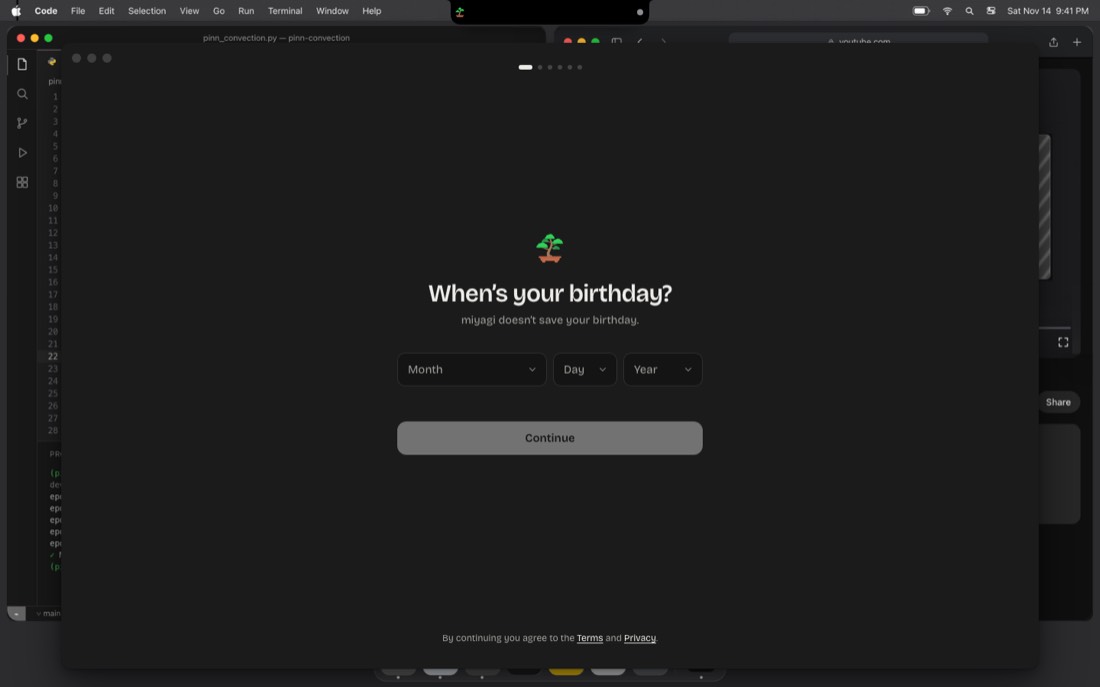 Code File Edit Selection View Go Run Terminal Window Help
Sat Nov 14 9:41 PM
pinn_convection.py — pinn-convection
youtube.com
1
2
3
4
5
6
7
8
9
10
11
12
13
14
15
16
17
18
19
20
21
22
23
24
25
26
27
28
When's your birthday?
miyagi doesn't save your birthday.
Month Day Year
Continue
Share
main
By continuing you agree to the Terms and Privacy.